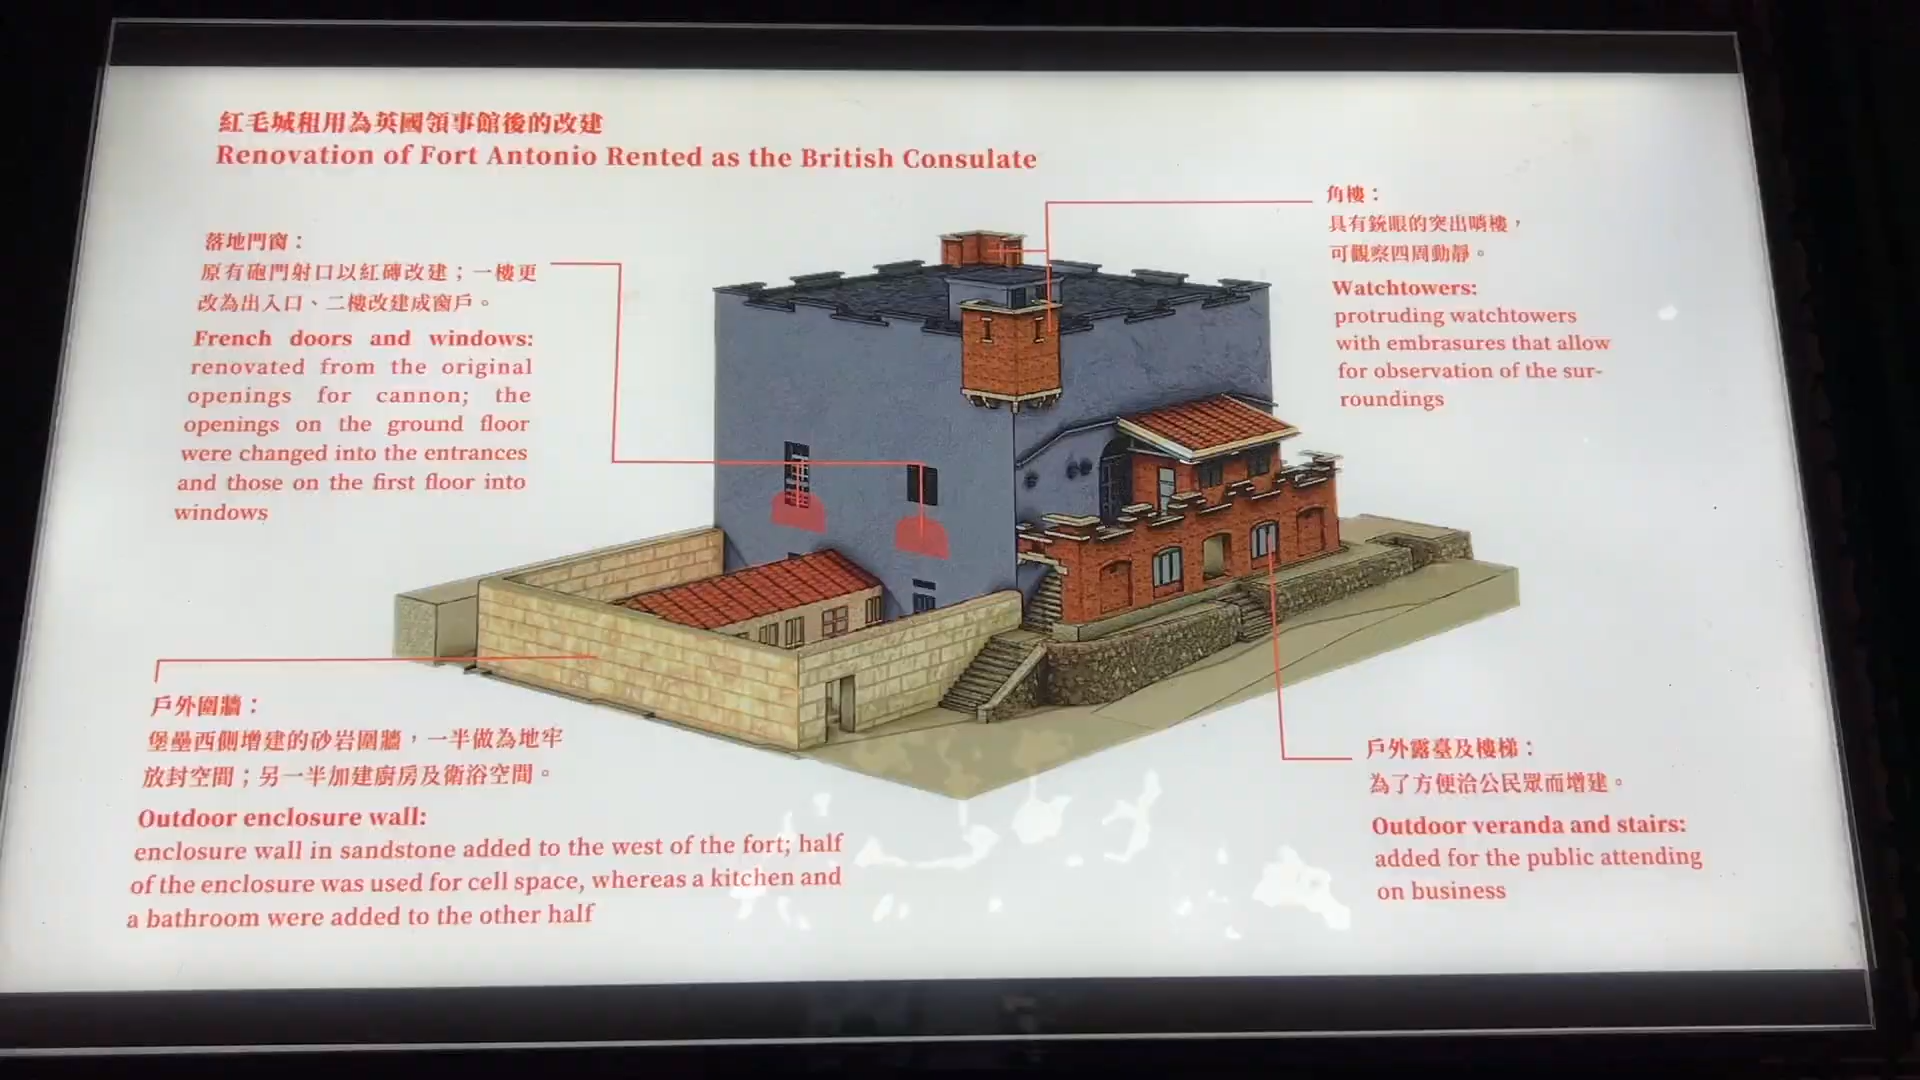 紅毛城租用為英國領事館後的改建
Renovation of Fort Antonio Rented as the British Consulate
落地門窗：
原有砲門射口以紅磚改建；一樓更
改為出入口、二樓改建成窗戶。
French doors and windows:
renovated from the original
openings for cannon; the
openings on the ground floor
were changed into the entrances
and those on the first floor into
windows
角樓：
具有銃眼的突出哨樓，
可觀察四周動靜。
Watchtowers:
protruding watchtowers
with embrasures that allow
for observation of the sur-
roundings
戶外圍牆：
堡壘西側增建的砂岩圍牆，一半做為地牢
放封空間；另一半加建廚房及衛浴空間。
Outdoor enclosure wall:
enclosure wall in sandstone added to the west of the fort; half
of the enclosure was used for cell space, whereas a kitchen and
a bathroom were added to the other half
戶外露臺及樓梯：
為了方便洽公民眾而增建。
Outdoor veranda and stairs:
added for the public attending
on business